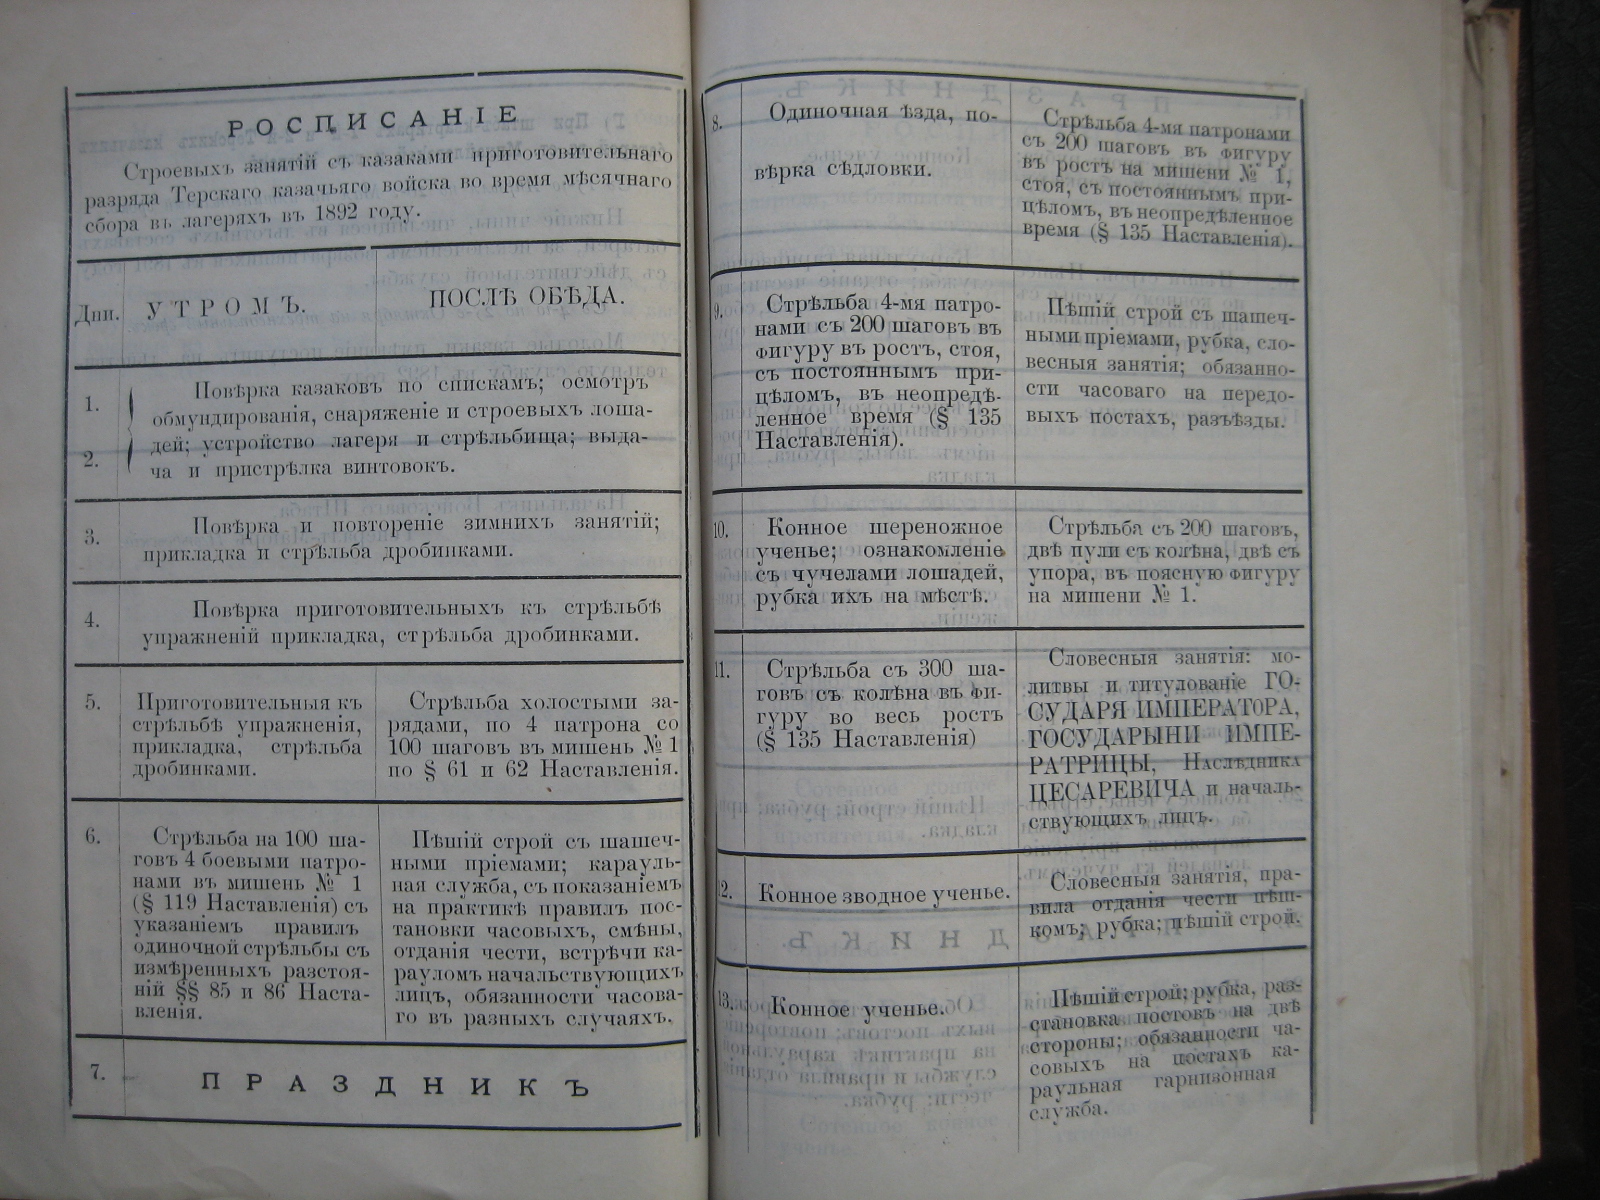 РОСПИСАНІЕ
Строевыхъ занятій съ казаками приготовительнаго
разряда Терскаго казачьяго войска во время мѣсячнаго
сбора въ лагеряхъ въ 1892 году.
Дни.
УТРОМЪ.
ПОСЛѢ ОБѢДА.
1.
2.
Повѣрка казаковъ по спискамъ; осмотръ
обмундированія, снаряженіе и строевыхъ лоша-
дей; устройство лагеря и стрѣльбища; выда-
ча и пристрѣлка винтовокъ.
3.
Повѣрка и повтореніе зимнихъ занятій;
прикладка и стрѣльба дробинками.
4.
Повѣрка приготовительныхъ къ стрѣльбѣ
упражненій прикладка, стрѣльба дробинками.
5.
Приготовительныя къ
стрѣльбѣ упражненія,
прикладка, стрѣльба
дробинками.
Стрѣльба холостыми за-
рядами, по 4 патрона со
100 шаговъ въ мишень № 1
по § 61 и 62 Наставленія.
6.
Стрѣльба на 100 ша-
говъ 4 боевыми патро-
нами въ мишень № 1
(§ 119 Наставленія) съ
указаніемъ правилъ
одиночной стрѣльбы съ
измѣренныхъ разстоя-
ній §§ 85 и 86 Наста-
вленія.
Пѣшій строй съ шашеч-
ными пріемами; карауль-
ная служба, съ показаніемъ
на практикѣ правилъ пос-
тановки часовыхъ, смѣны,
отданія чести, встрѣчи ка-
рауломъ начальствующихъ
лицъ, обязанности часова-
го въ разныхъ случаяхъ.
7.
ПРАЗДНИКЪ
8.
Одиночная ѣзда, по-
вѣрка сѣдловки.
Стрѣльба 4-мя патронами
съ 200 шаговъ въ фигуру
въ ростъ на мишени № 1,
стоя, съ постояннымъ при-
цѣломъ, въ неопредѣленное
время (§ 135 Наставленія).
9.
Стрѣльба 4-мя патро-
нами съ 200 шаговъ въ
фигуру въ ростъ, стоя,
съ постояннымъ при-
цѣломъ, въ неопредѣ-
ленное время (§ 135
Наставленія).
Пѣшій строй съ шашеч-
ными пріемами, рубка, сло-
весныя занятія; обязанно-
сти часоваго на передо-
выхъ постахъ, разъѣзды.
10.
Конное шереножное
ученье; ознакомленіе
съ чучелами лошадей,
рубка ихъ на мѣстѣ.
Стрѣльба съ 200 шаговъ,
двѣ пули съ колѣна, двѣ съ
упора, въ поясную фигуру
на мишени № 1.
11.
Стрѣльба съ 300 ша-
говъ съ колѣна въ фи-
гуру во весь ростъ
(§ 135 Наставленія)
Словесныя занятія: мо-
литвы и титулованіе ГО-
СУДАРЯ ИМПЕРАТОРА,
ГОСУДАРЫНИ ИМПЕ-
РАТРИЦЫ, Наслѣдника
ЦЕСАРЕВИЧА и началь-
ствующихъ лицъ.
12.
Конное зводное ученье.
Словесныя занятія, пра-
вила отданія чести пѣш-
комъ; рубка; пѣшій строй.
13.
Конное ученье.
Пѣшій строй; рубка, раз-
становка постовъ на двѣ
стороны; обязанности ча-
совыхъ на постахъ ка-
раульная гарнизонная
служба.